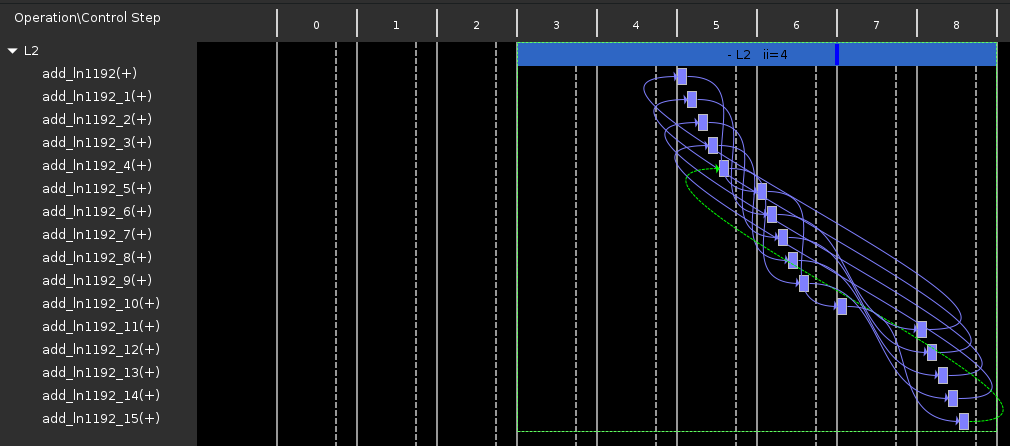 Operation\Control Step
0 1 2 3 4 5 6 7 8
L2
- L2 ii=4
add_ln1192(+)
add_ln1192_1(+)
add_ln1192_2(+)
add_ln1192_3(+)
add_ln1192_4(+)
add_ln1192_5(+)
add_ln1192_6(+)
add_ln1192_7(+)
add_ln1192_8(+)
add_ln1192_9(+)
add_ln1192_10(+)
add_ln1192_11(+)
add_ln1192_12(+)
add_ln1192_13(+)
add_ln1192_14(+)
add_ln1192_15(+)